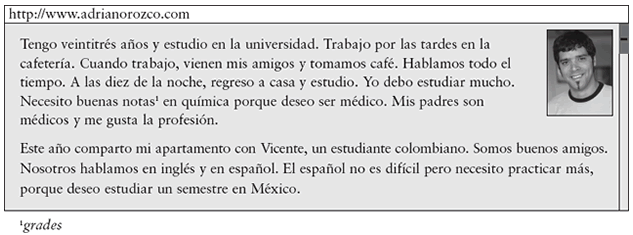 http://www.adrianorozco.com
Tengo veintitrés años y estudio en la universidad. Trabajo por las tardes en la
cafetería. Cuando trabajo, vienen mis amigos y tomamos café. Hablamos todo el
tiempo. A las diez de la noche, regreso a casa y estudio. Yo debo estudiar mucho.
Necesito buenas notas¹ en química porque deseo ser médico. Mis padres son
médicos y me gusta la profesión.
Este año comparto mi apartamento con Vicente, un estudiante colombiano. Somos buenos amigos.
Nosotros hablamos en inglés y en español. El español no es difícil pero necesito practicar más,
porque deseo estudiar un semestre en México.
¹grades